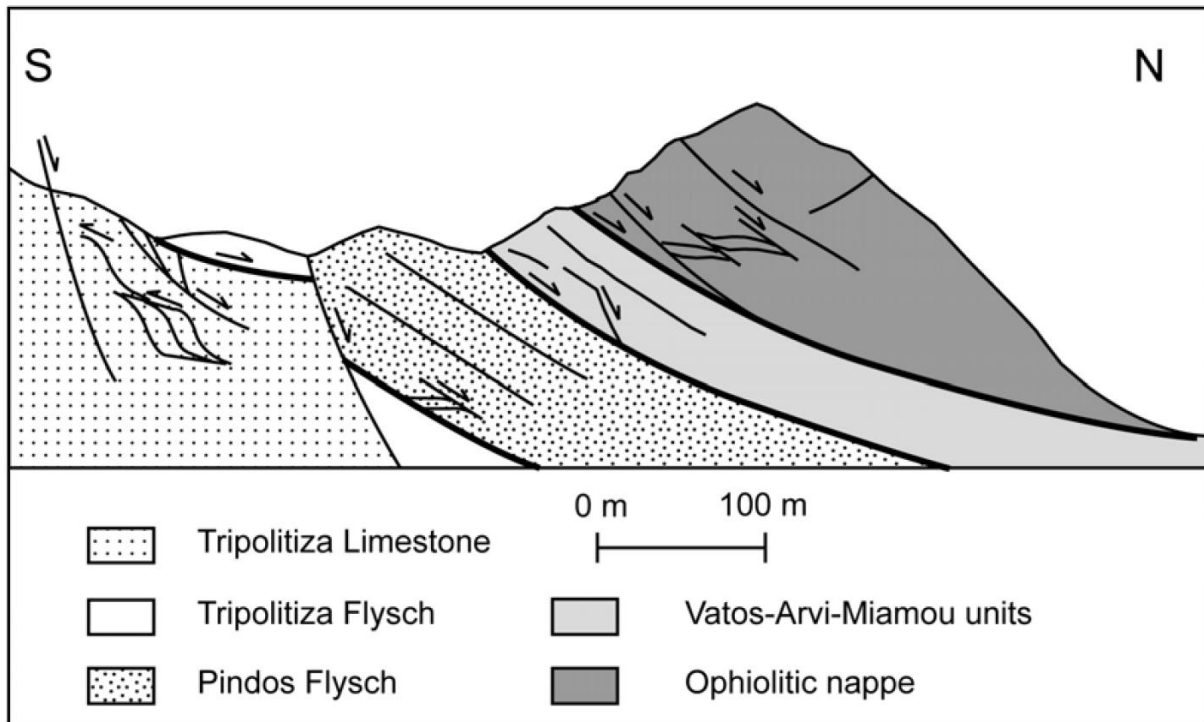 S
N
0 m 100 m
Tripolitiza Limestone
Tripolitiza Flysch
Pindos Flysch
Vatos-Arvi-Miamou units
Ophiolitic nappe